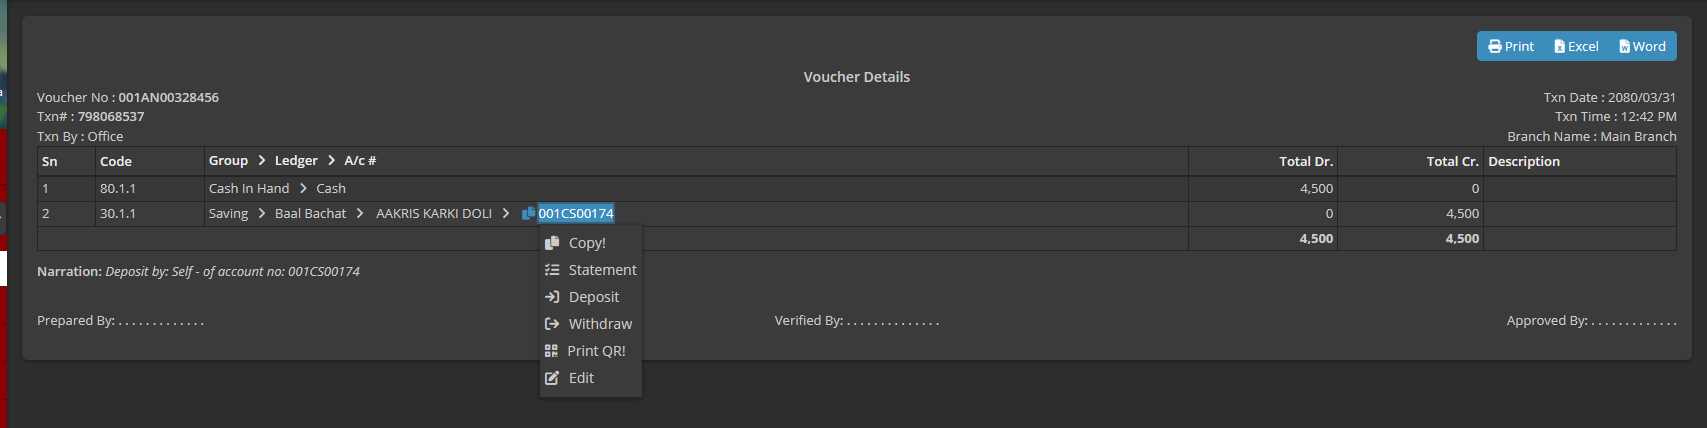 Print Excel Word
Voucher Details
Voucher No : 001AN00328456
Txn Date : 2080/03/31
Txn# : 798068537
Txn Time : 12:42 PM
Txn By : Office
Branch Name : Main Branch
Sn Code Group > Ledger > A/c # Total Dr. Total Cr. Description
1 80.1.1 Cash In Hand > Cash 4,500 0
2 30.1.1 Saving > Baal Bachat > AAKRIS KARKI DOLI > 001CS00174 0 4,500
4,500 4,500
Copy!
Statement
Deposit
Withdraw
Print QR!
Edit
Narration: Deposit by: Self - of account no: 001CS00174
Prepared By: . . . . . . . . . . . . . Verified By: . . . . . . . . . . . . . . Approved By: . . . . . . . . . . . . .